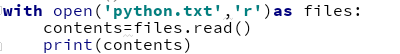 with open('python.txt','r')as files:
    contents=files.read()
    print(contents)